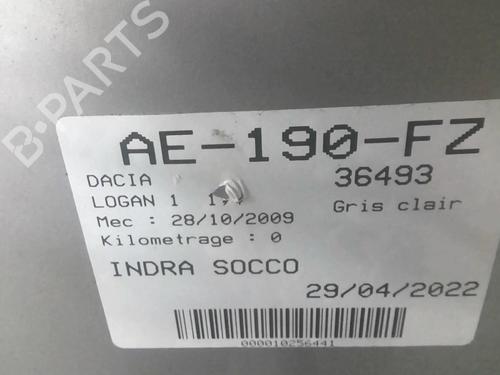 B-PARTS
AE-190-FZ
DACIA 36493
LOGAN 1
Mec : 28/10/2009 Gris clair
Kilometrage : 0
INDRA SOCCO
29/04/2022
000010256441